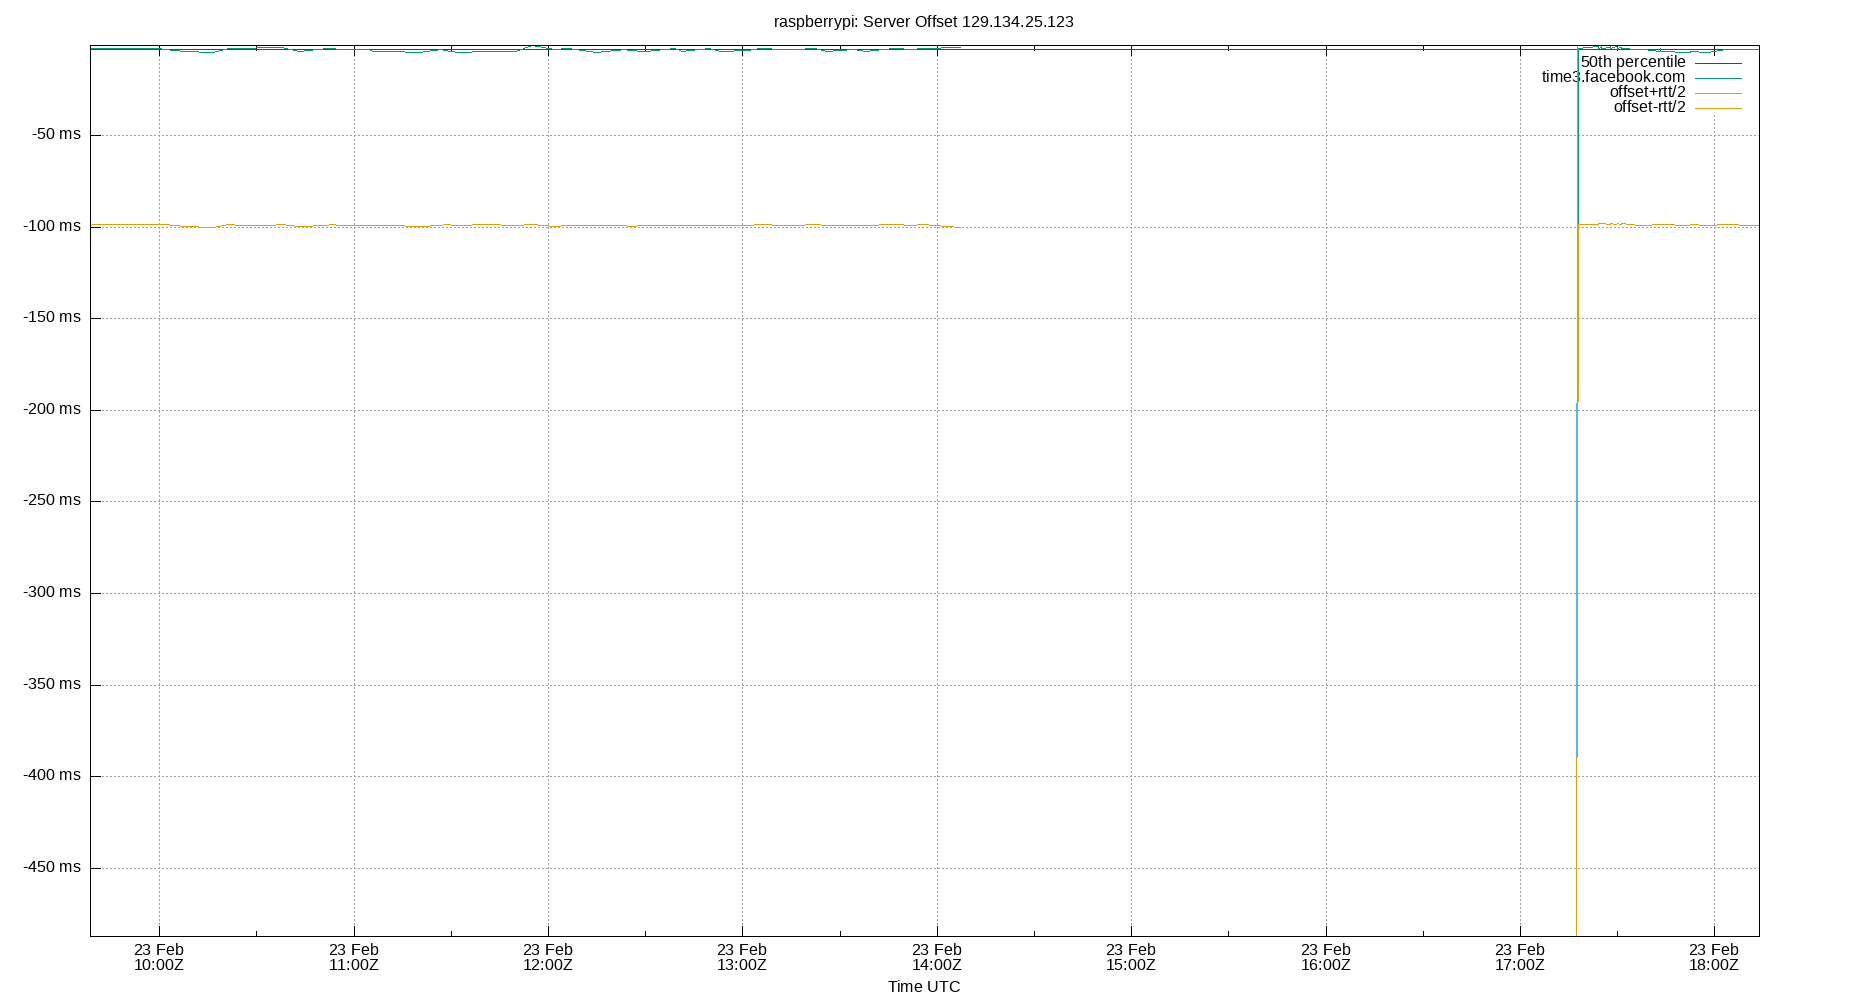 raspberrypi: Server Offset 129.134.25.123
50th percentile
time3.facebook.com
offset+rtt/2
offset-rtt/2
-50 ms
-100 ms
-150 ms
-200 ms
-250 ms
-300 ms
-350 ms
-400 ms
-450 ms
23 Feb 23 Feb 23 Feb 23 Feb 23 Feb 23 Feb 23 Feb 23 Feb 23 Feb
10:00Z 11:00Z 12:00Z 13:00Z 14:00Z 15:00Z 16:00Z 17:00Z 18:00Z
Time UTC